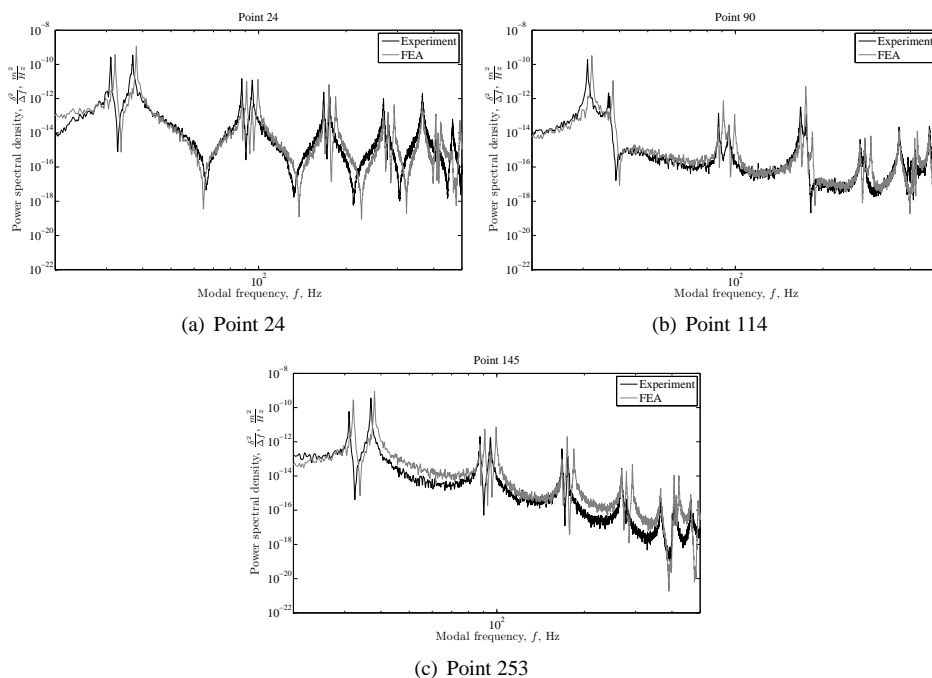 Point 24
10^−8
10^−10
10^−12
10^−14
10^−16
10^−18
10^−20
10^−22
Power spectral density, δ²/Δf, m²/Hz
Experiment
FEA
10^2
Modal frequency, f, Hz
(a) Point 24
Point 90
10^−8
10^−10
10^−12
10^−14
10^−16
10^−18
10^−20
10^−22
Power spectral density, δ²/Δf, m²/Hz
Experiment
FEA
10^2
Modal frequency, f, Hz
(b) Point 114
Point 145
10^−8
10^−10
10^−12
10^−14
10^−16
10^−18
10^−20
10^−22
Power spectral density, δ²/Δf, m²/Hz
Experiment
FEA
10^2
Modal frequency, f, Hz
(c) Point 253